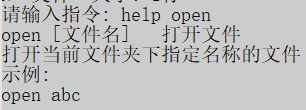 请输入指令: help open
open [文件名]   打开文件
打开当前文件夹下指定名称的文件
示例:
open abc